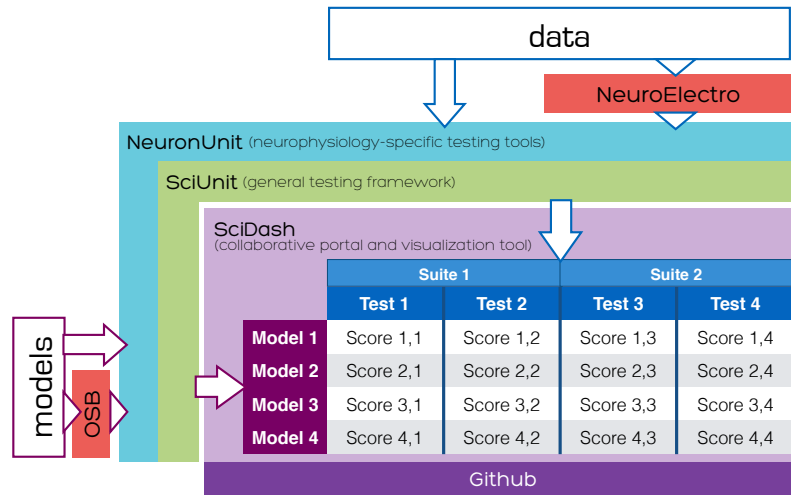 data
NeuroElectro
NeuronUnit (neurophysiology-specific testing tools)
SciUnit (general testing framework)
SciDash
(collaborative portal and visualization tool)
Suite 1 Suite 2
Test 1 Test 2 Test 3 Test 4
Model 1 Score 1,1 Score 1,2 Score 1,3 Score 1,4
Model 2 Score 2,1 Score 2,2 Score 2,3 Score 2,4
Model 3 Score 3,1 Score 3,2 Score 3,3 Score 3,4
Model 4 Score 4,1 Score 4,2 Score 4,3 Score 4,4
models
OSB
Github